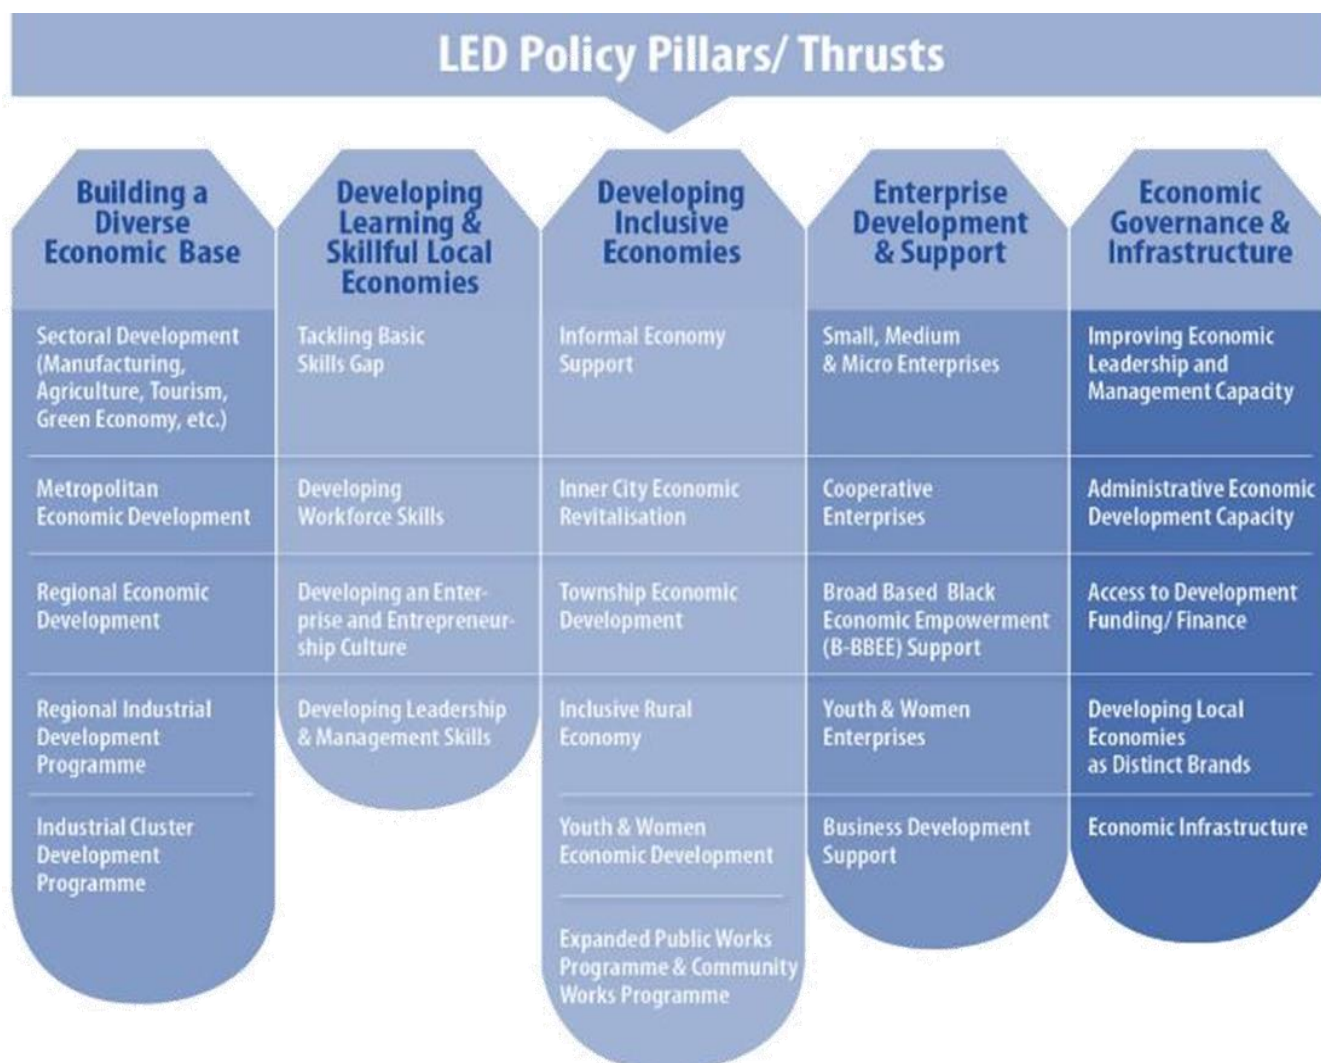 LED Policy Pillars/ Thrusts
Building a
Diverse
Economic Base
Sectoral Development
(Manufacturing,
Agriculture, Tourism,
Green Economy, etc.)
Metropolitan
Economic Development
Regional Economic
Development
Regional Industrial
Development
Programme
Industrial Cluster
Development
Programme
Developing
Learning &
Skillful Local
Economies
Tackling Basic
Skills Gap
Developing
Workforce Skills
Developing an Enter-
prise and Entrepreneur-
ship Culture
Developing Leadership
& Management Skills
Developing
Inclusive
Economies
Informal Economy
Support
Inner City Economic
Revitalisation
Township Economic
Development
Inclusive Rural
Economy
Youth & Women
Economic Development
Expanded Public Works
Programme & Community
Works Programme
Enterprise
Development
& Support
Small, Medium
& Micro Enterprises
Cooperative
Enterprises
Broad Based Black
Economic Empowerment
(B-BBEE) Support
Youth & Women
Enterprises
Business Development
Support
Economic
Governance &
Infrastructure
Improving Economic
Leadership and
Management Capacity
Administrative Economic
Development Capacity
Access to Development
Funding/ Finance
Developing Local
Economies
as Distinct Brands
Economic Infrastructure